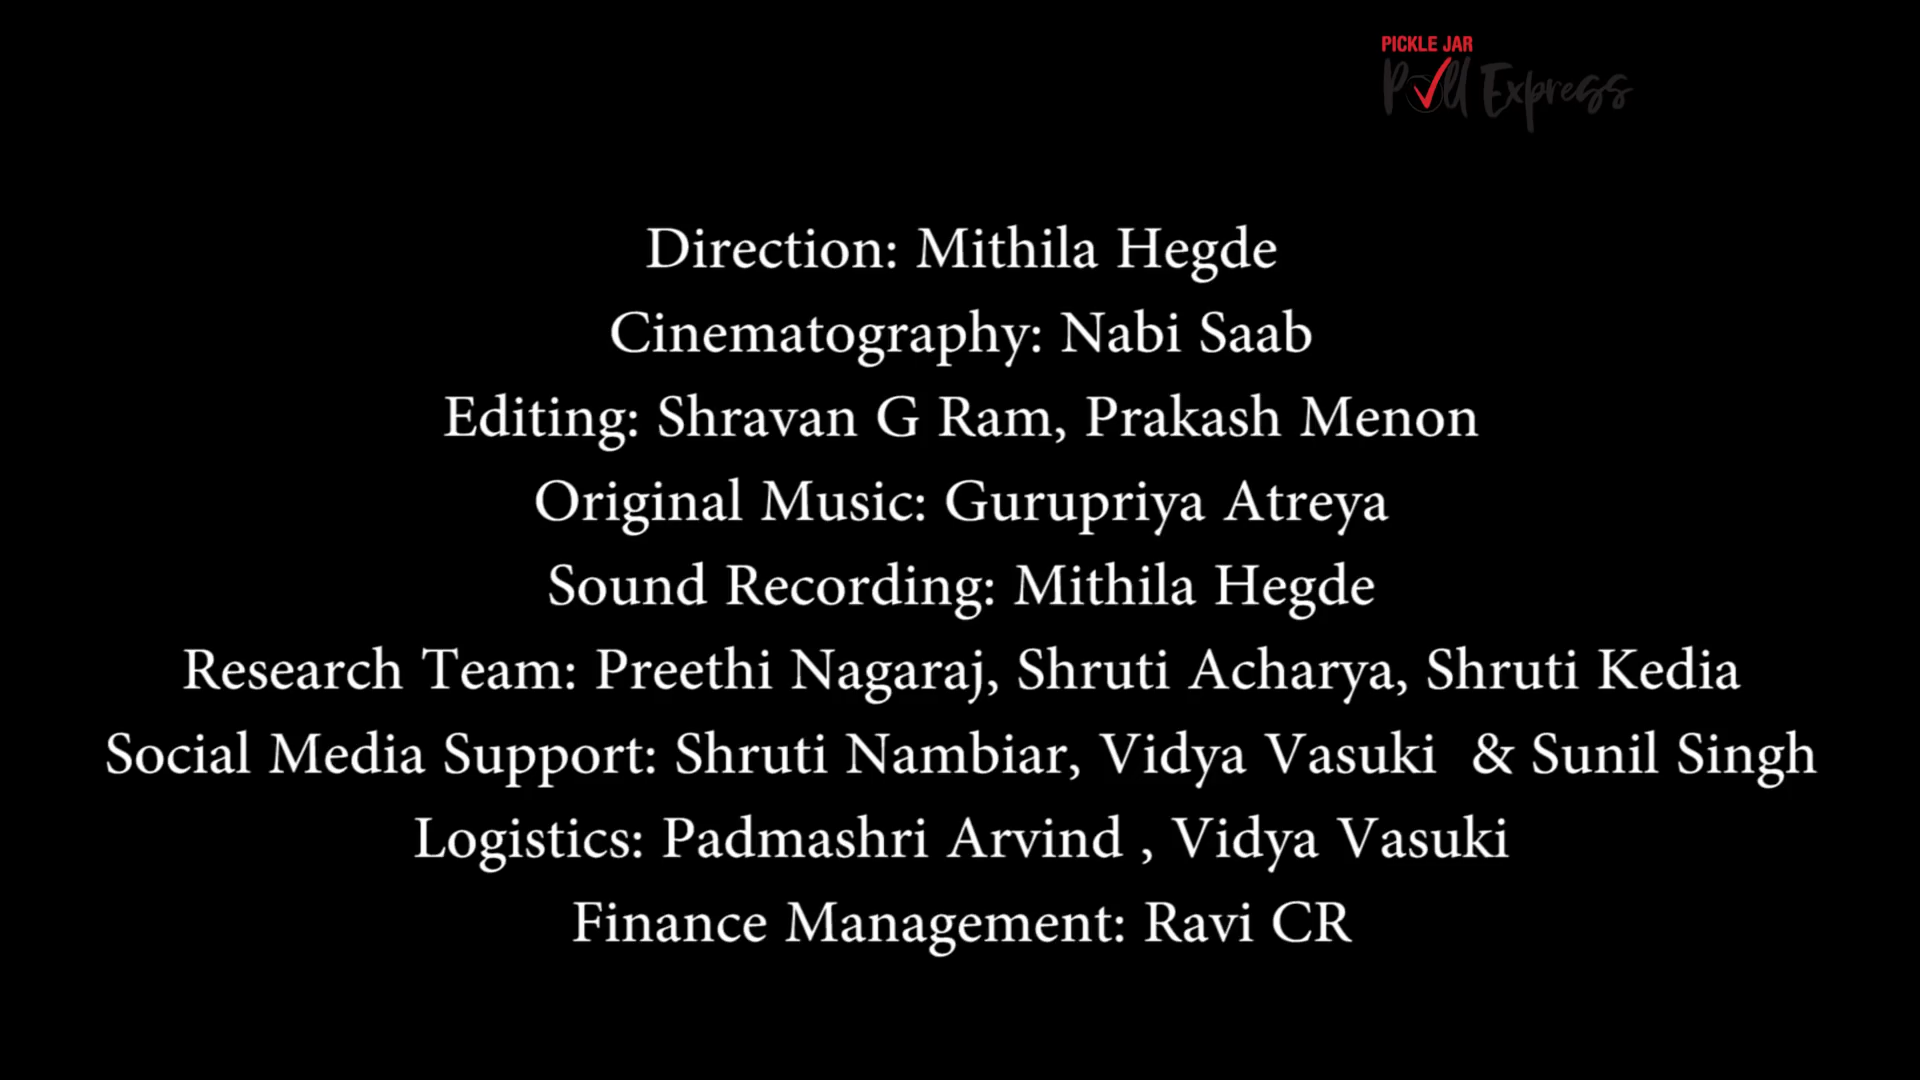 PICKLE JAR
Poll Express
Direction: Mithila Hegde
Cinematography: Nabi Saab
Editing: Shravan G Ram, Prakash Menon
Original Music: Gurupriya Atreya
Sound Recording: Mithila Hegde
Research Team: Preethi Nagaraj, Shruti Acharya, Shruti Kedia
Social Media Support: Shruti Nambiar, Vidya Vasuki  & Sunil Singh
Logistics: Padmashri Arvind , Vidya Vasuki
Finance Management: Ravi CR